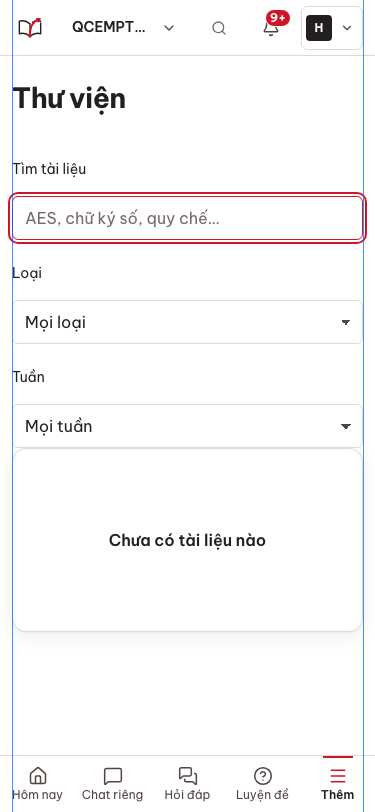 QCEMPT...
9+
H
Thư viện
Tìm tài liệu
AES, chữ ký số, quy chế...
Loại
Mọi loại
Tuần
Mọi tuần
Chưa có tài liệu nào
Hôm nay
Chat riêng
Hỏi đáp
Luyện đề
Thêm